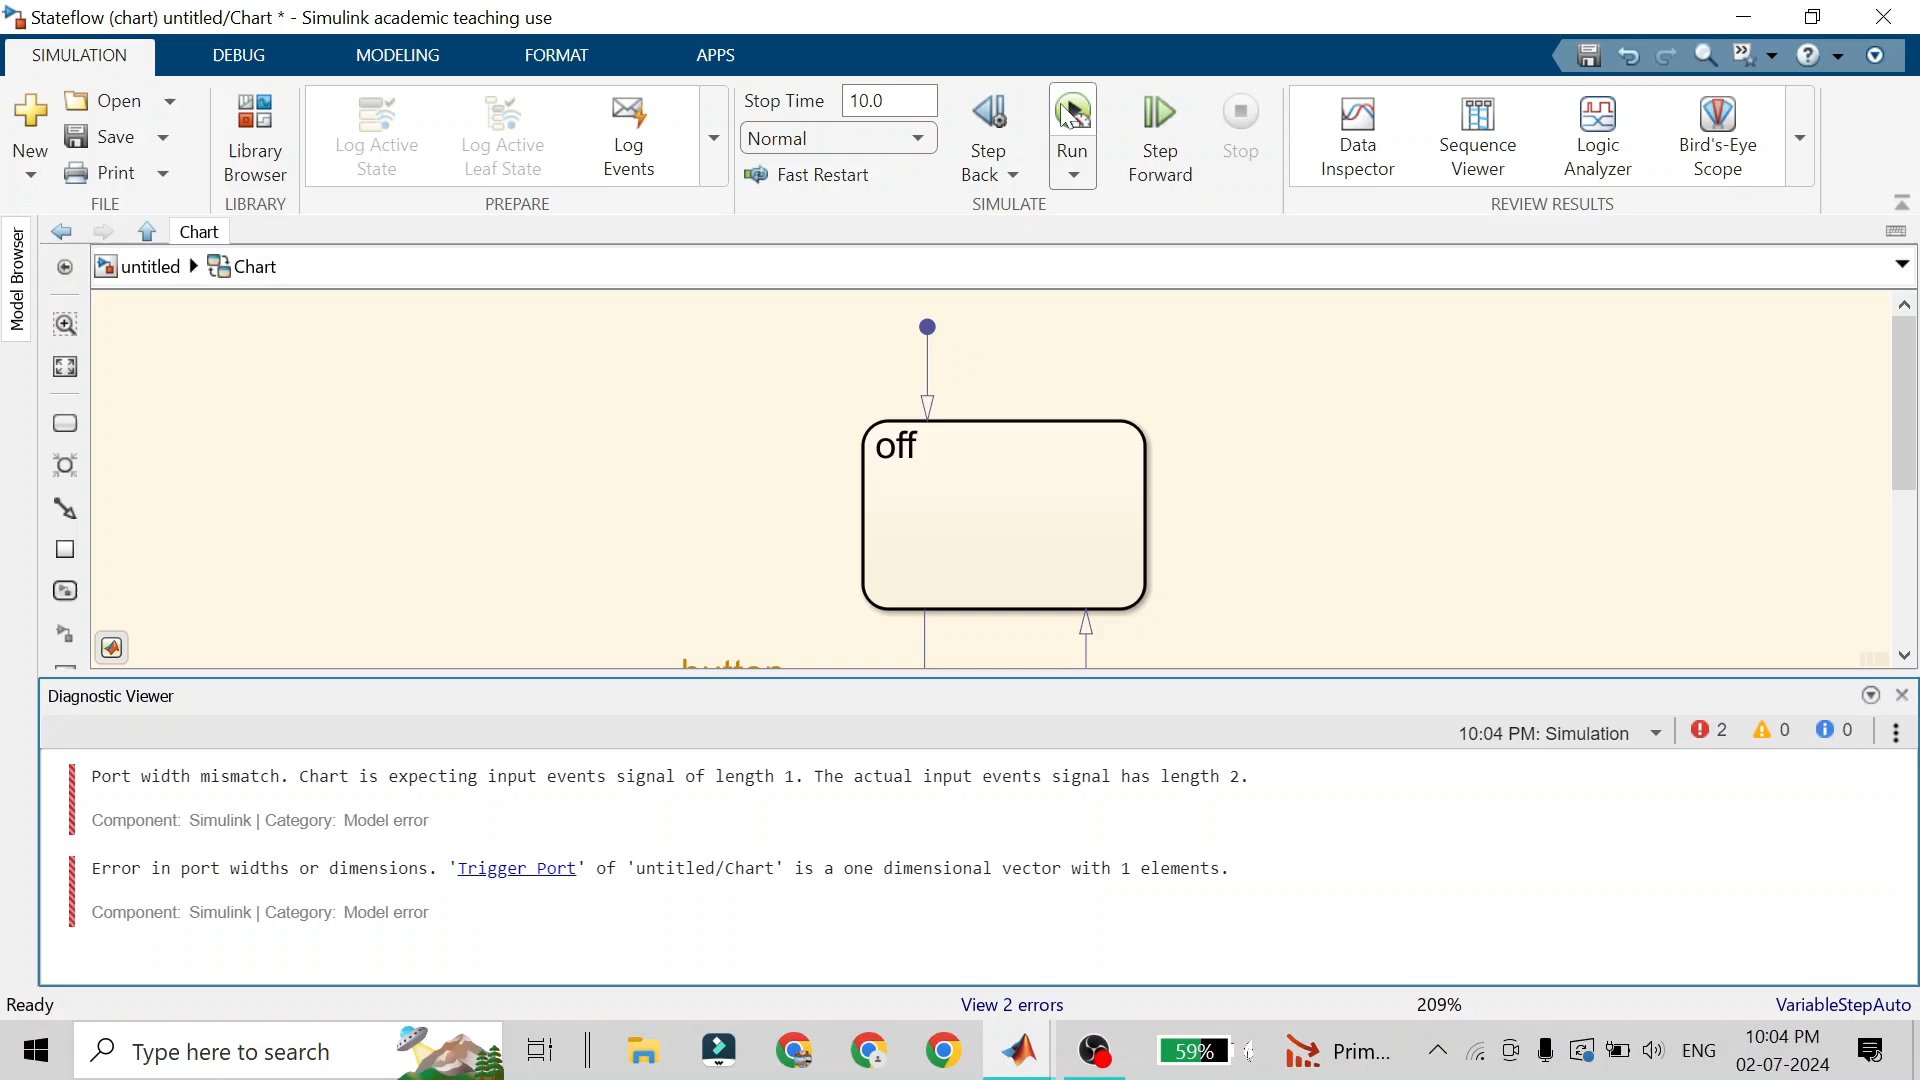 Stateflow (chart) untitled/Chart * - Simulink academic teaching use
SIMULATION DEBUG MODELING FORMAT APPS
New
Open
Save
Print
FILE
Library Browser
LIBRARY
Log Active State
Log Active Leaf State
Log Events
PREPARE
Stop Time 10.0
Normal
Fast Restart
Step Back
Run
Step Forward
Stop
SIMULATE
Data Inspector
Sequence Viewer
Logic Analyzer
Bird's-Eye Scope
REVIEW RESULTS
Model Browser
Chart
untitled Chart
off
button
Diagnostic Viewer
10:04 PM: Simulation 2 0 0
Port width mismatch. Chart is expecting input events signal of length 1. The actual input events signal has length 2.
Component: Simulink | Category: Model error
Error in port widths or dimensions. 'Trigger Port' of 'untitled/Chart' is a one dimensional vector with 1 elements.
Component: Simulink | Category: Model error
Ready View 2 errors 209% VariableStepAuto
Type here to search
59%
Prim...
ENG
10:04 PM
02-07-2024